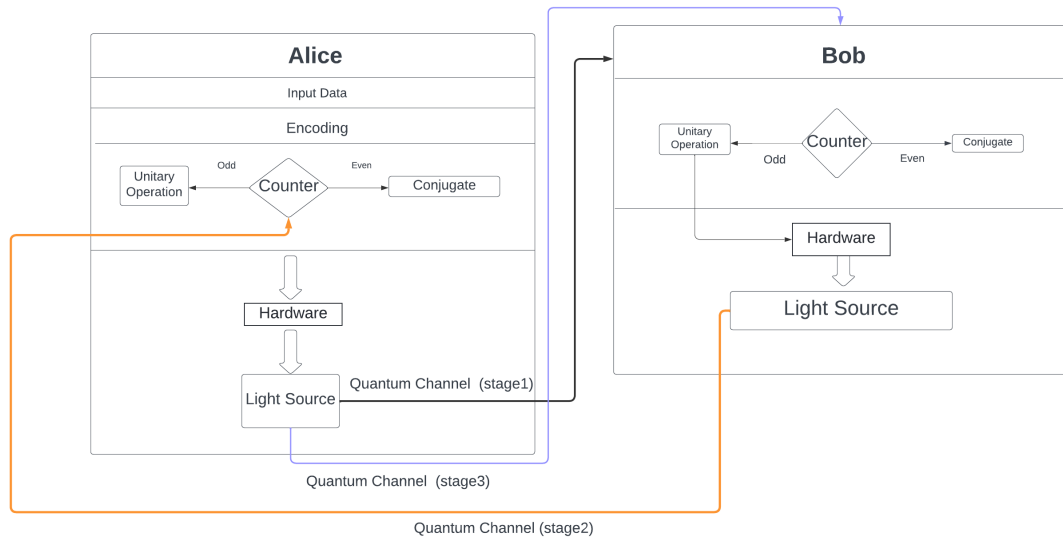 Alice
Input Data
Encoding
Odd
Even
Unitary
Operation
Counter
Conjugate
Hardware
Light Source
Quantum Channel  (stage1)
Quantum Channel  (stage3)
Quantum Channel (stage2)
Bob
Unitary
Operation
Counter
Conjugate
Odd
Even
Hardware
Light Source